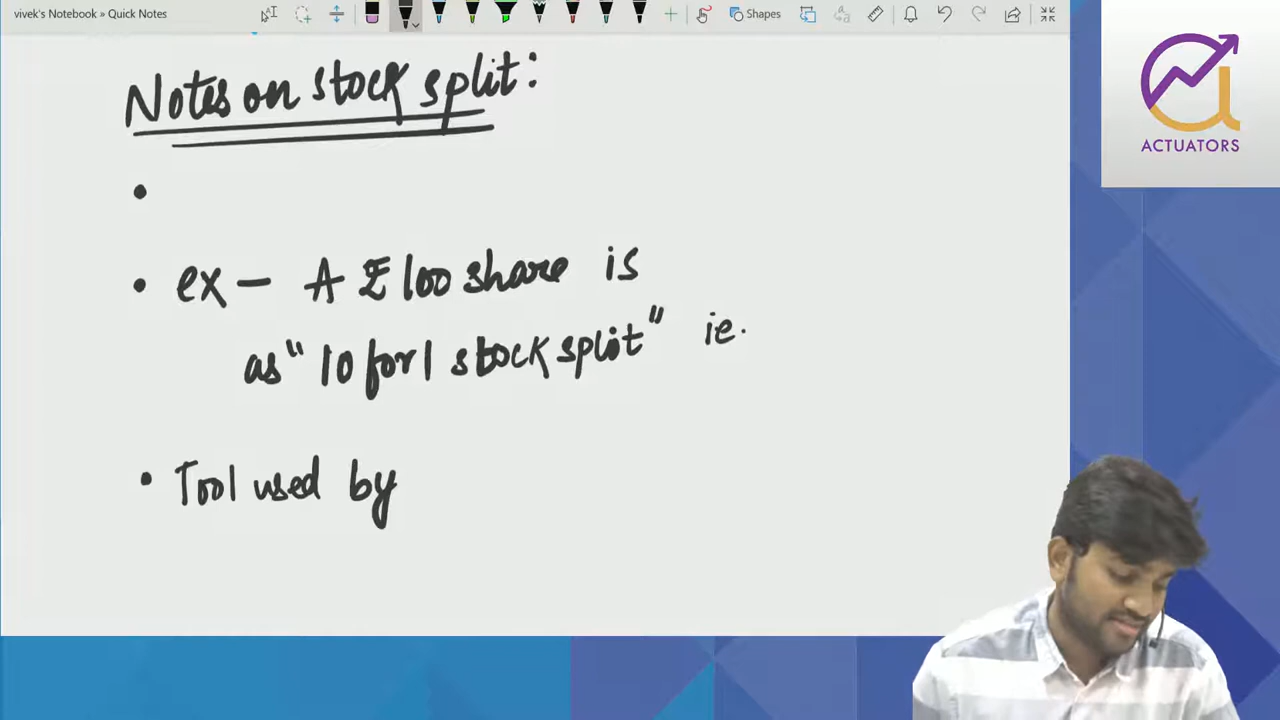 vivek's Notebook » Quick Notes
Shapes
ACTUATORS
Notes on stock split:
•
• ex — A £100 share is
as "10 for 1 stock split" ie.
• Tool used by